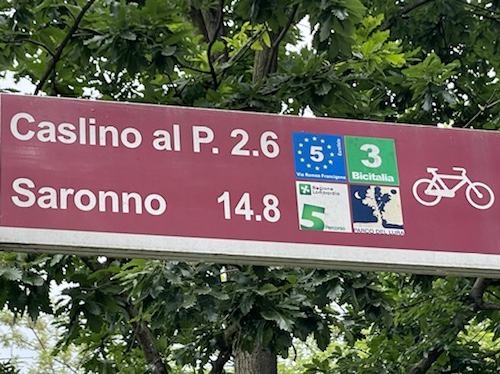 Caslino al P. 2.6
Saronno 14.8
5
Via Romea Francigena
3
Bicitalia
Regione
Lombardia
5
Percorso
PARCO DEL LURA